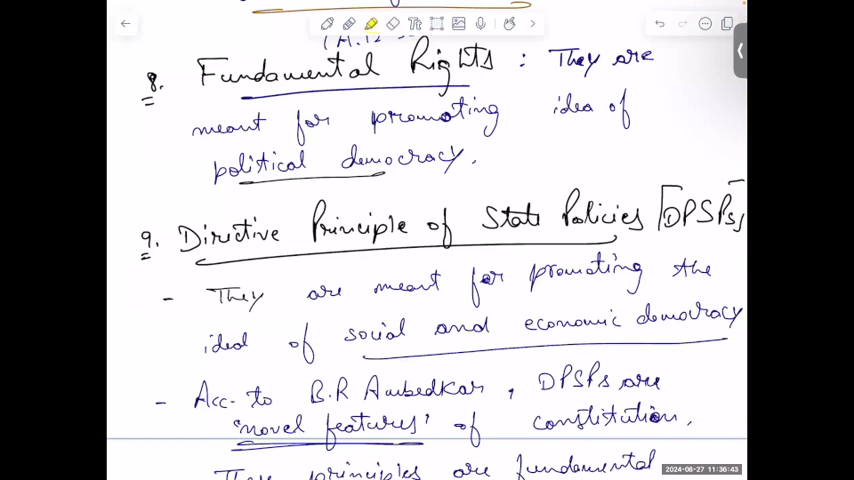 8. Fundamental Rights : They are
meant for promoting idea of
political democracy.
9. Directive Principle of State Policies [DPSPs]
- They are meant for promoting the
ideal of social and economic democracy
- Acc. to B.R Ambedkar, DPSPs are
'novel features' of constitution.
These principles are fundamental
2024-08-27 11:36:43